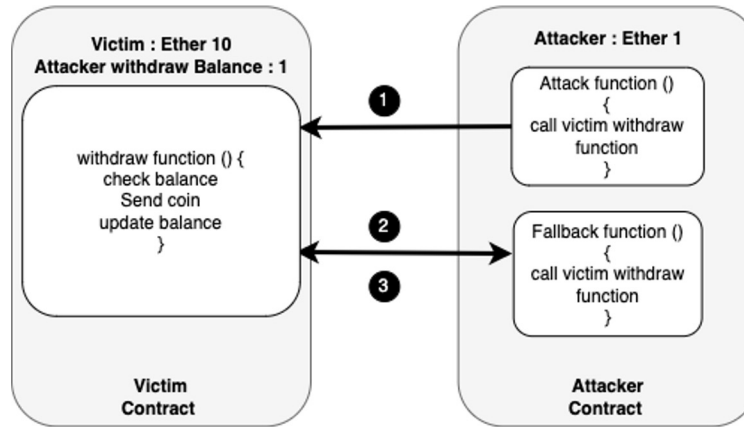 Victim : Ether 10
Attacker withdraw Balance : 1
withdraw function () {
check balance
Send coin
update balance
}
Victim
Contract
1
2
3
Attacker : Ether 1
Attack function ()
{
call victim withdraw
function
}
Fallback function ()
{
call victim withdraw
function
}
Attacker
Contract